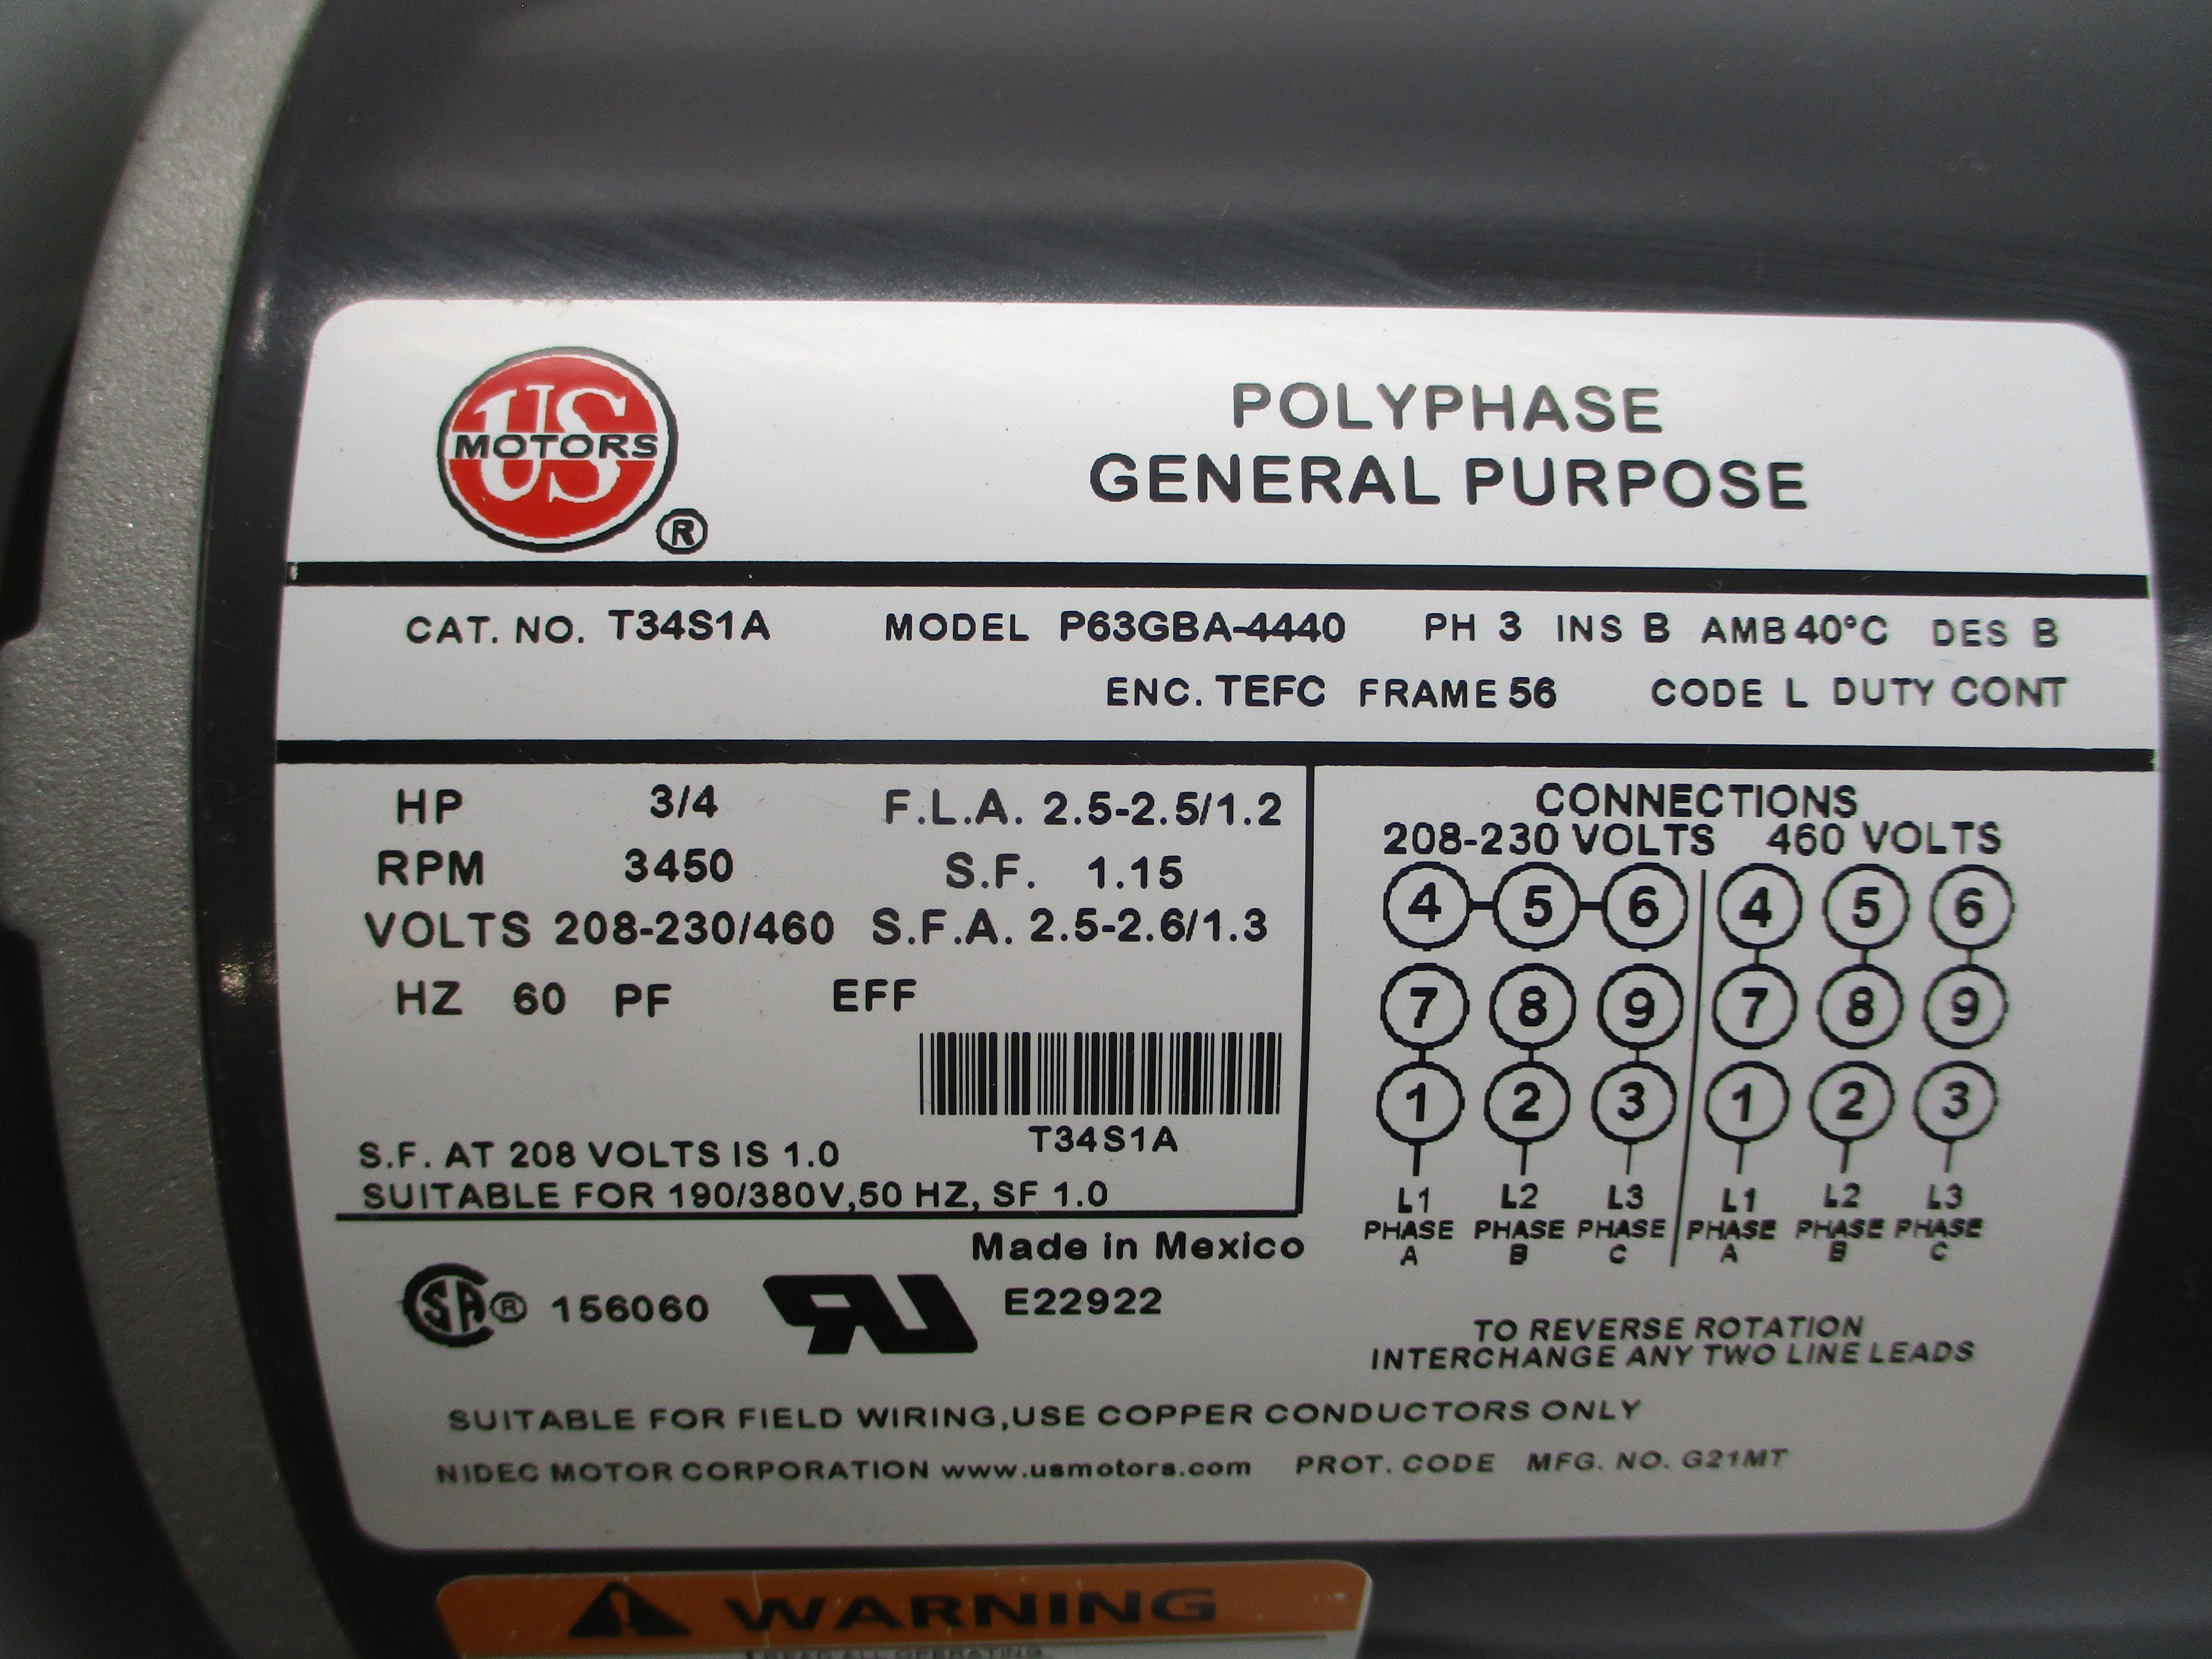 US
MOTORS
®
POLYPHASE
GENERAL PURPOSE
CAT. NO. T34S1A MODEL P63GBA-4440 PH 3 INS B AMB 40°C DES B
ENC. TEFC FRAME 56 CODE L DUTY CONT
HP 3/4 F.L.A. 2.5-2.5/1.2
RPM 3450 S.F. 1.15
VOLTS 208-230/460 S.F.A. 2.5-2.6/1.3
HZ 60 PF EFF
T34S1A
S.F. AT 208 VOLTS IS 1.0
SUITABLE FOR 190/380V,50 HZ, SF 1.0
CONNECTIONS
208-230 VOLTS 460 VOLTS
4 5 6 4 5 6
7 8 9 7 8 9
1 2 3 1 2 3
L1 L2 L3 L1 L2 L3
PHASE PHASE PHASE PHASE PHASE PHASE
A B C A B C
Made in Mexico
SA® 156060 RU E22922
TO REVERSE ROTATION
INTERCHANGE ANY TWO LINE LEADS
SUITABLE FOR FIELD WIRING,USE COPPER CONDUCTORS ONLY
NIDEC MOTOR CORPORATION www.usmotors.com PROT. CODE MFG. NO. G21MT
WARNING